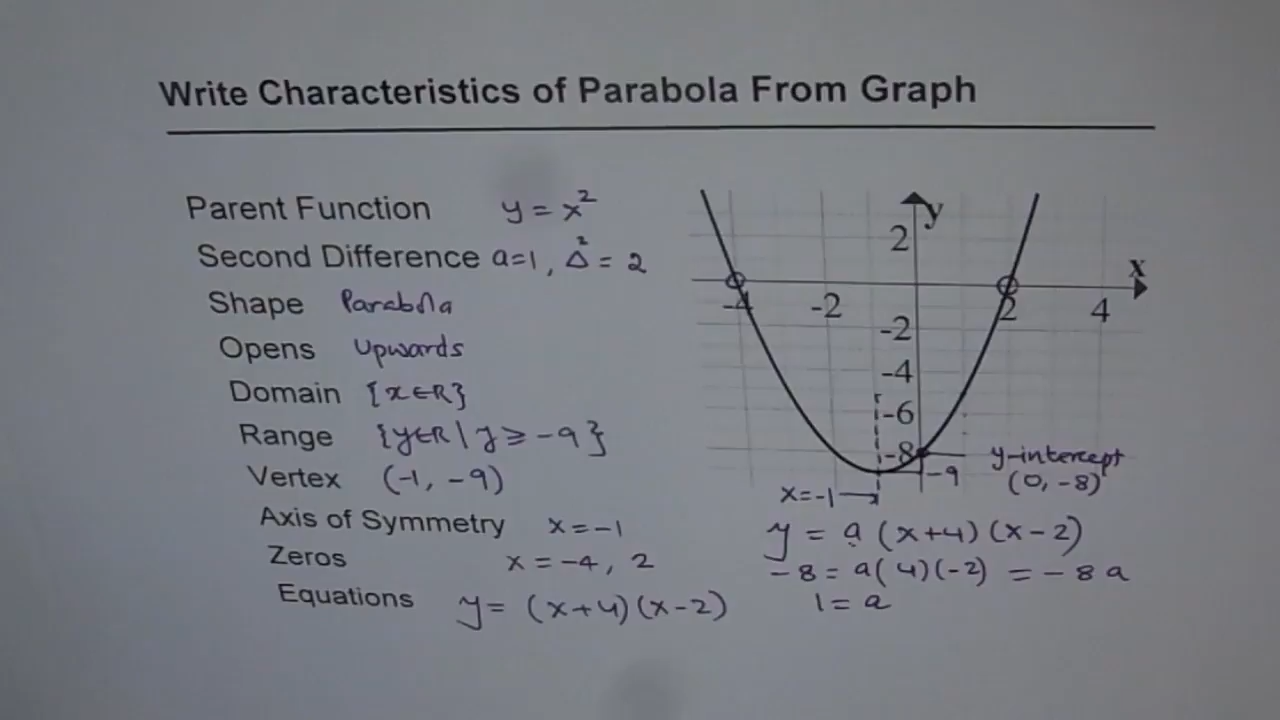 Write Characteristics of Parabola From Graph
Parent Function y = x²
Second Difference a=1, Δ² = 2
Shape Parabola
Opens Upwards
Domain {x∈R}
Range {y∈R | y ≥ -9}
Vertex (-1, -9)
Axis of Symmetry x = -1
Zeros x = -4, 2
Equations y = (x+4)(x-2)
y
2
x
-4 -2 2 4
-2
-4
-6
-8
-9
y-intercept
(0, -8)
x=-1
y = a (x+4)(x-2)
-8 = a(4)(-2) = -8a
1 = a